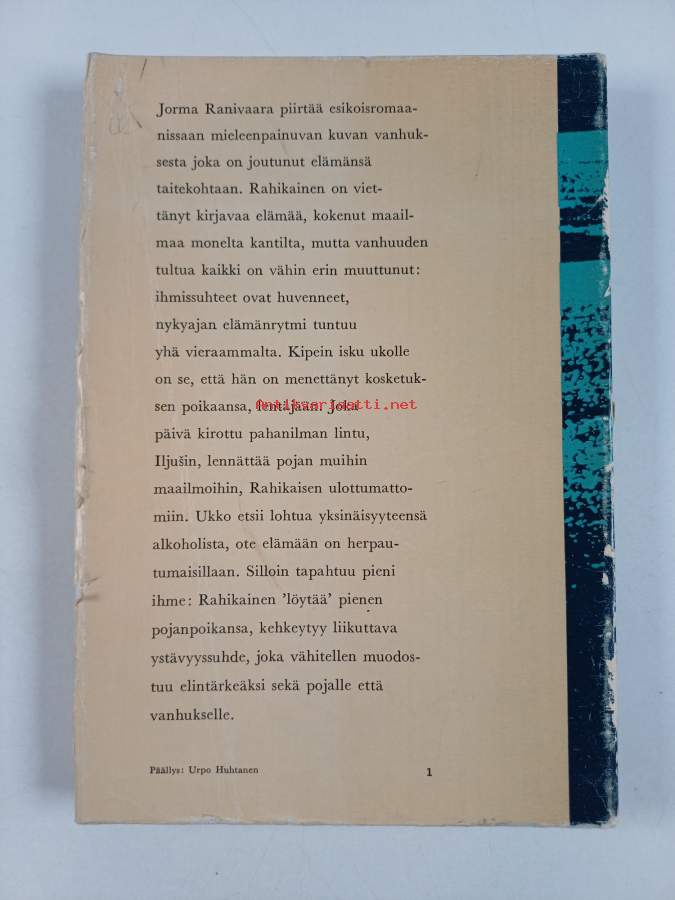 Jorma Ranivaara piirtää esikoisromaa-
nissaan mieleenpainuvan kuvan vanhuk-
sesta joka on joutunut elämänsä
taitekohtaan. Rahikainen on viet-
tänyt kirjavaa elämää, kokenut maail-
maa monelta kantilta, mutta vanhuuden
tultua kaikki on vähin erin muuttunut:
ihmissuhteet ovat huvenneet,
nykyajan elämänrytmi tuntuu
yhä vieraammalta. Kipein isku ukolle
on se, että hän on menettänyt kosketuk-
sen poikaansa, lentäjään. Joka
Antikvariaatti.net
päivä kirottu pahanilman lintu,
Iljušin, lennättää pojan muihin
maailmoihin, Rahikaisen ulottumatto-
miin. Ukko etsii lohtua yksinäisyyteensä
alkoholista, ote elämään on herpau-
tumaisillaan. Silloin tapahtuu pieni
ihme: Rahikainen 'löytää' pienen
pojanpoikansa, kehkeytyy liikuttava
ystävyyssuhde, joka vähitellen muodos-
tuu elintärkeäksi sekä pojalle että
vanhukselle.
Päällys: Urpo Huhtanen 1